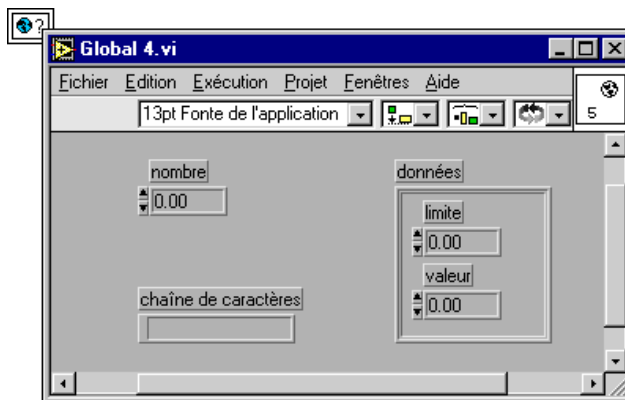 ?
Global 4.vi
Fichier Edition Exécution Projet Fenêtres Aide
13pt Fonte de l'application
5
nombre
0.00
données
limite
0.00
valeur
0.00
chaîne de caractères